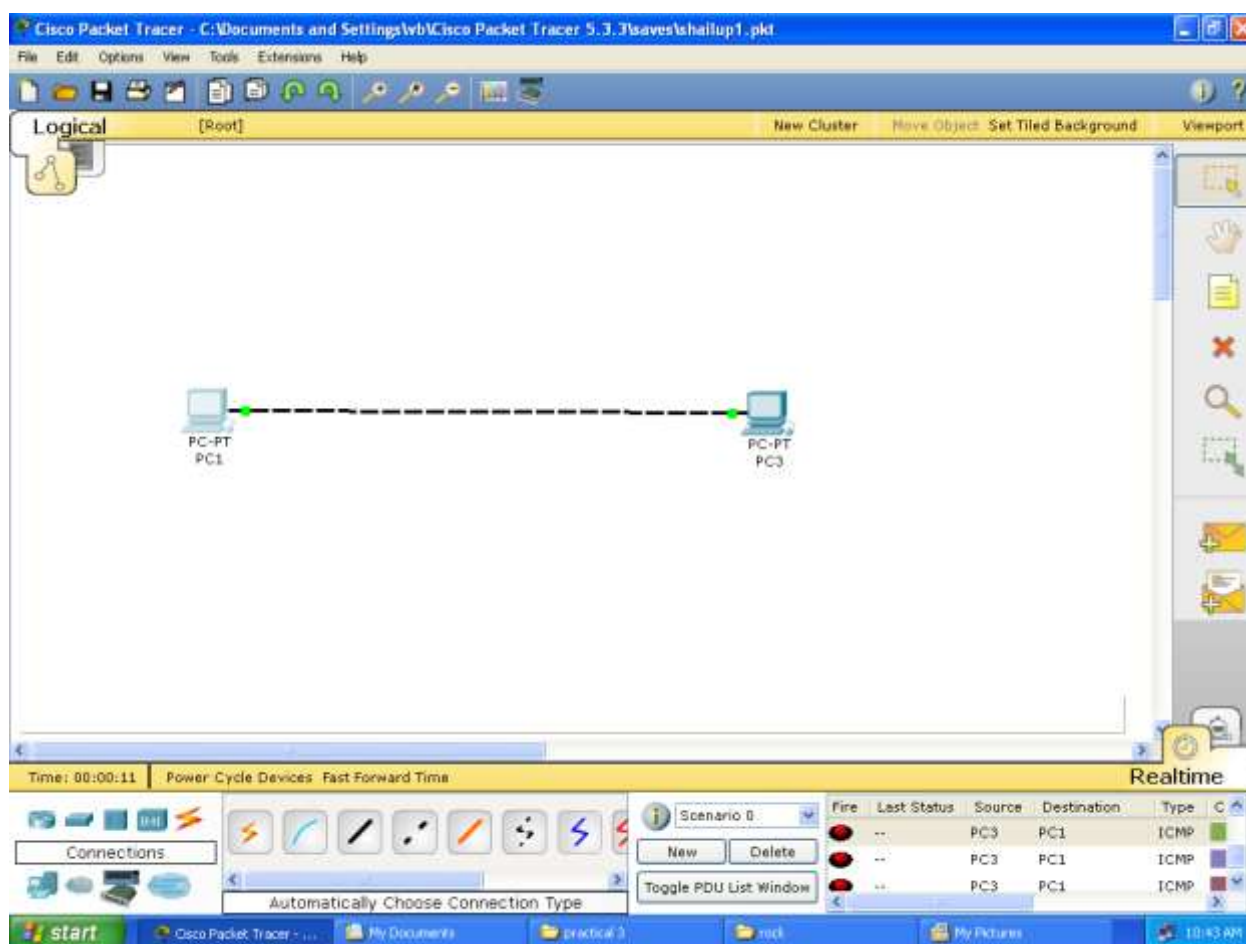 Cisco Packet Tracer - C:\Documents and Settings\vb\Cisco Packet Tracer 5.3.3\saves\shailup1.pkt
File Edit Options View Tools Extensions Help
Logical [Root] New Cluster Move Object Set Tiled Background Viewport
PC-PT
PC1
PC-PT
PC3
Time: 00:00:11 Power Cycle Devices Fast Forward Time Realtime
Connections
Automatically Choose Connection Type
Scenario 0
New Delete
Toggle PDU List Window
Fire Last Status Source Destination Type C
-- PC3 PC1 ICMP
-- PC3 PC1 ICMP
-- PC3 PC1 ICMP
start Cisco Packet Tracer - ... My Documents practical 3 rock My Pictures 10:43 AM